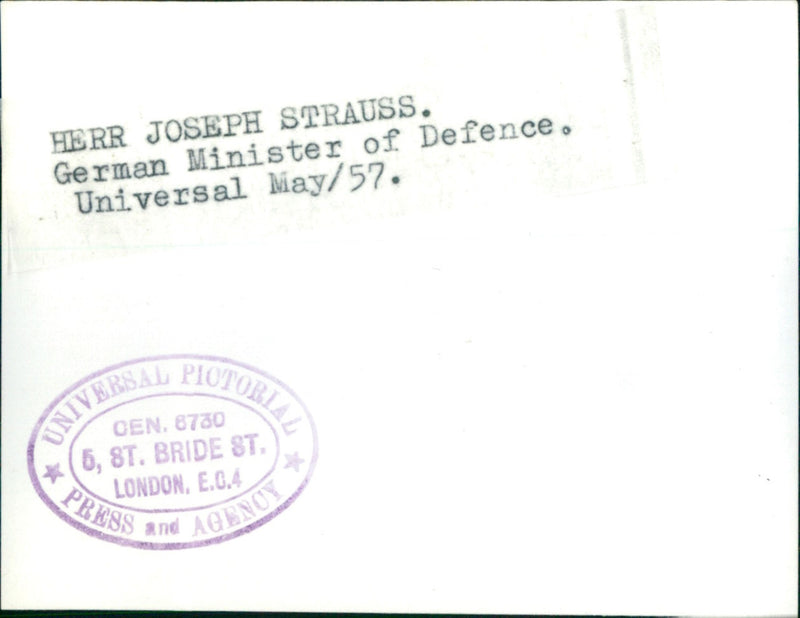 HERR JOSEPH STRAUSS.
German Minister of Defence.
Universal May/57.
UNIVERSAL PICTORIAL
CEN. 6730
5, ST. BRIDE ST.
LONDON, E.C.4
PRESS and AGENCY